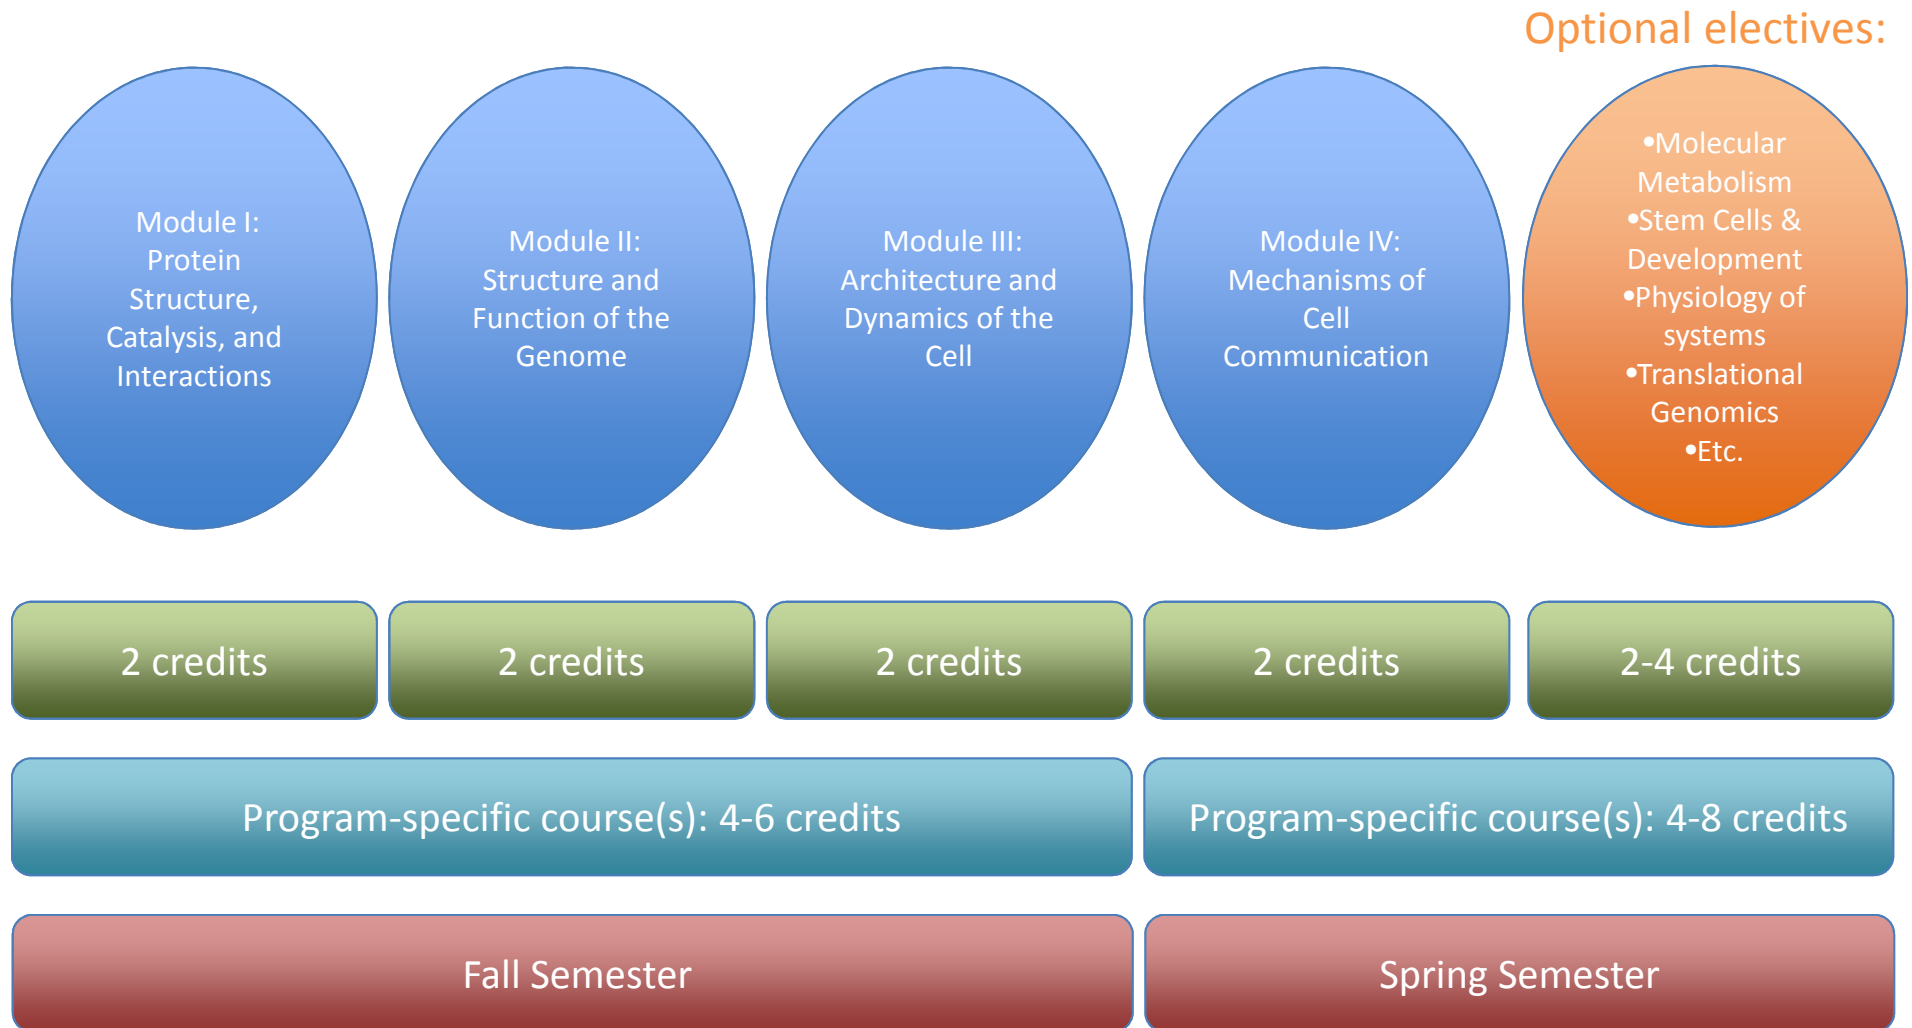 Optional electives:
Module I:
Protein
Structure,
Catalysis, and
Interactions
Module II:
Structure and
Function of the
Genome
Module III:
Architecture and
Dynamics of the
Cell
Module IV:
Mechanisms of
Cell
Communication
•Molecular
Metabolism
•Stem Cells &
Development
•Physiology of
systems
•Translational
Genomics
•Etc.
2 credits
2 credits
2 credits
2 credits
2-4 credits
Program-specific course(s): 4-6 credits
Program-specific course(s): 4-8 credits
Fall Semester
Spring Semester